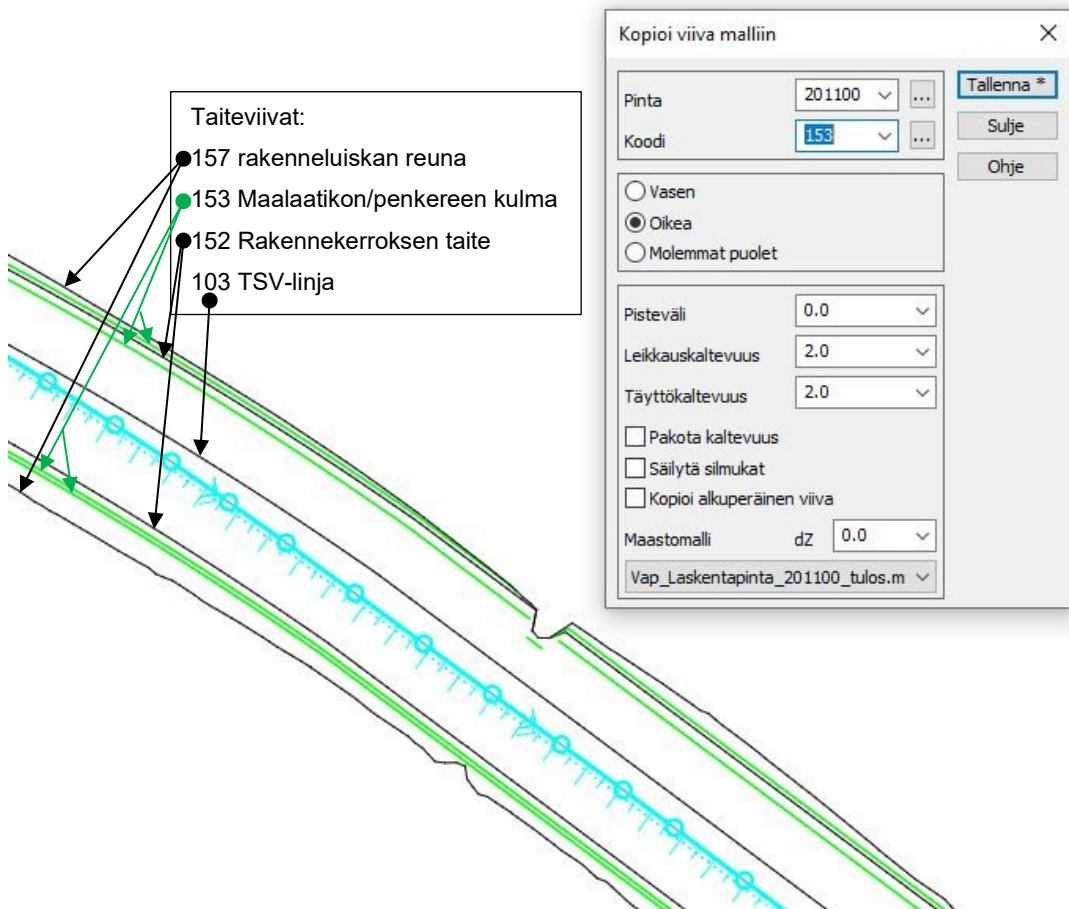 Taiteviivat:
157 rakenneluiskan reuna
153 Maalaatikon/penkereen kulma
152 Rakennekerroksen taite
103 TSV-linja
Kopioi viiva malliin
Pinta 201100 ... Tallenna *
Koodi 153 ... Sulje
Ohje
Vasen
Oikea
Molemmat puolet
Pisteväli 0.0
Leikkauskaltevuus 2.0
Täyttökaltevuus 2.0
Pakota kaltevuus
Säilytä silmukat
Kopioi alkuperäinen viiva
Maastomalli dZ 0.0
Vap_Laskentapinta_201100_tulos.m